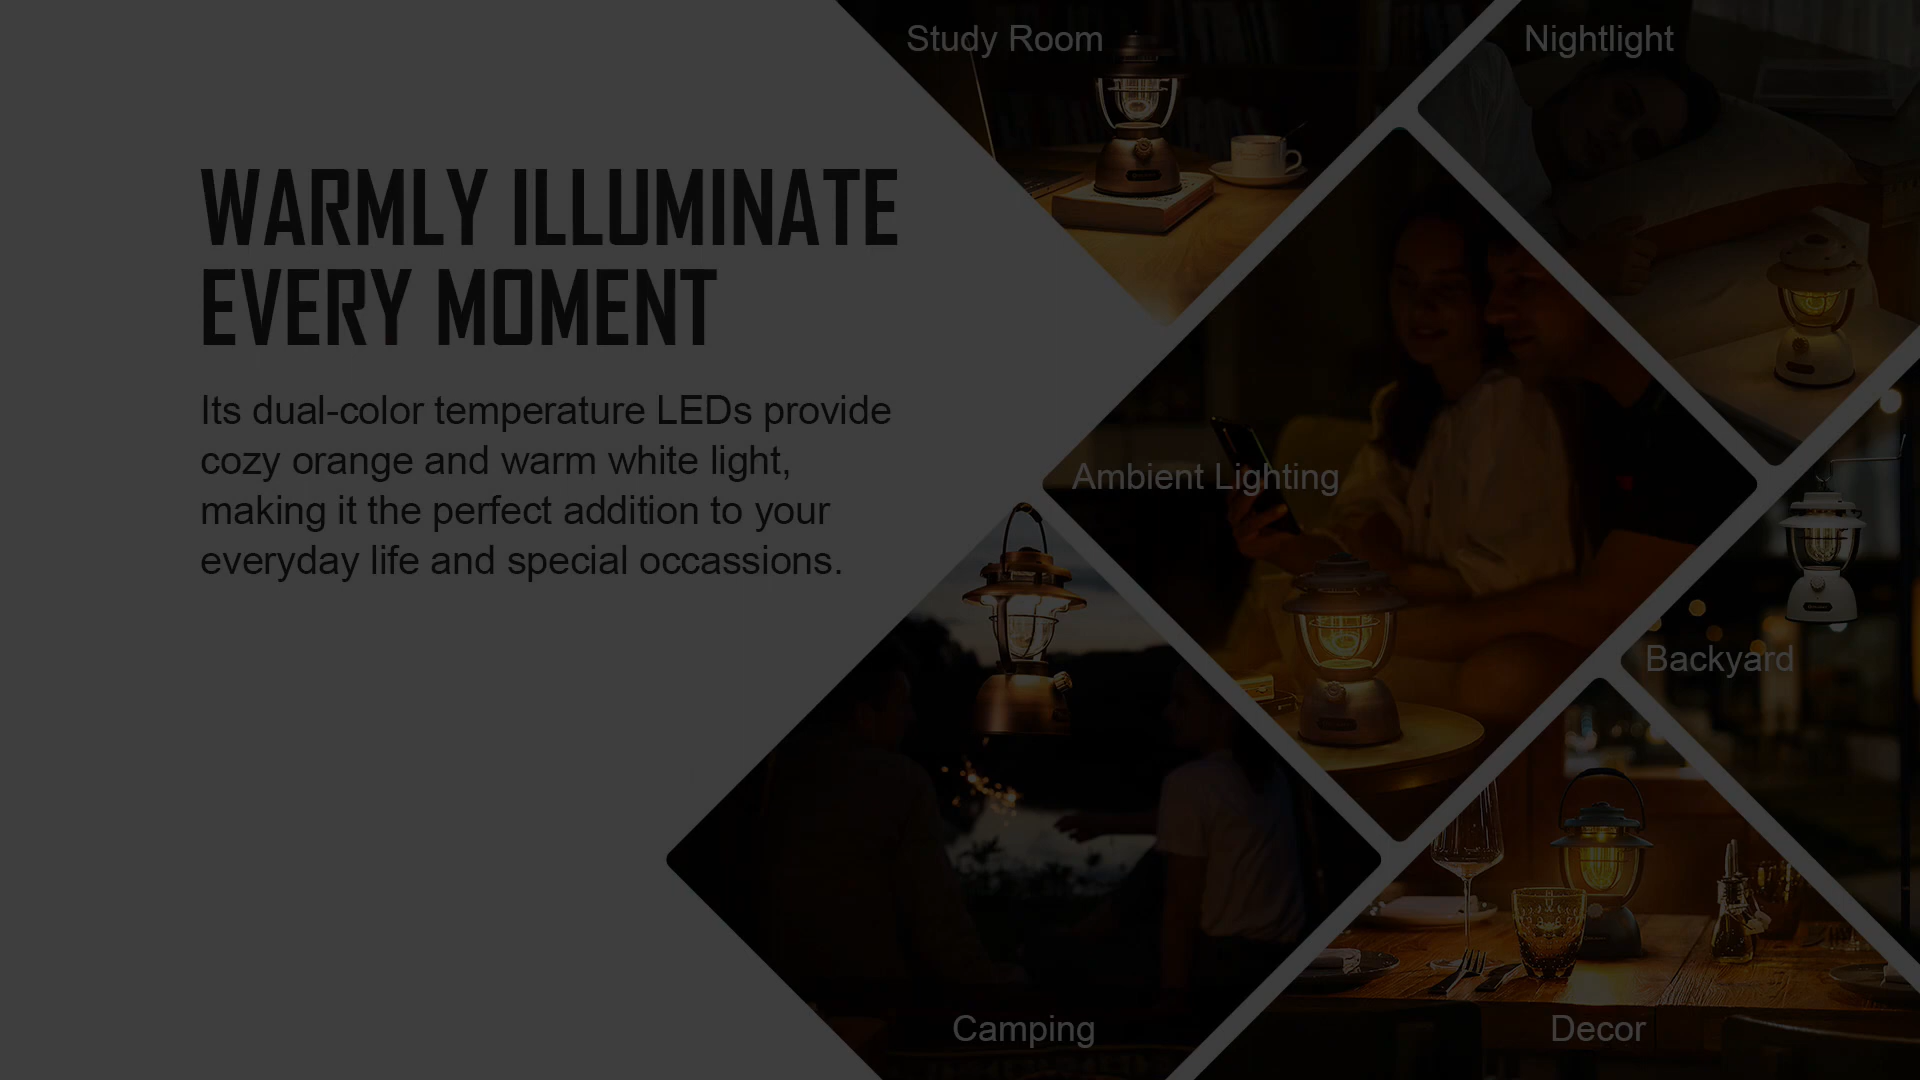 WARMLY ILLUMINATE
EVERY MOMENT
Its dual-color temperature LEDs provide
cozy orange and warm white light,
making it the perfect addition to your
everyday life and special occassions.
Study Room
Nightlight
Ambient Lighting
Backyard
Camping
Decor